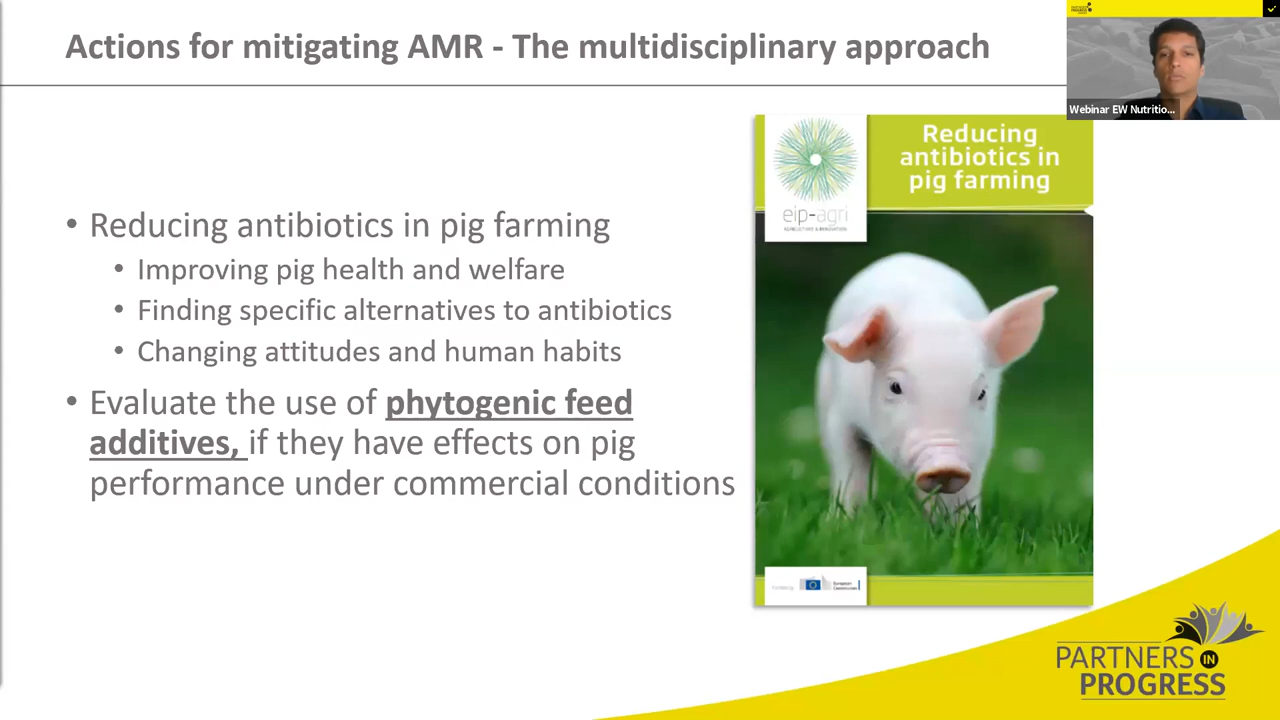 Actions for mitigating AMR - The multidisciplinary approach
PARTNERS IN
PROGRESS
Webinar EW Nutritio...
• Reducing antibiotics in pig farming
• Improving pig health and welfare
• Finding specific alternatives to antibiotics
• Changing attitudes and human habits
• Evaluate the use of phytogenic feed
additives, if they have effects on pig
performance under commercial conditions
Reducing
antibiotics in
pig farming
eip-agri
AGRICULTURE & INNOVATION
European
Commission
PARTNERS IN
PROGRESS